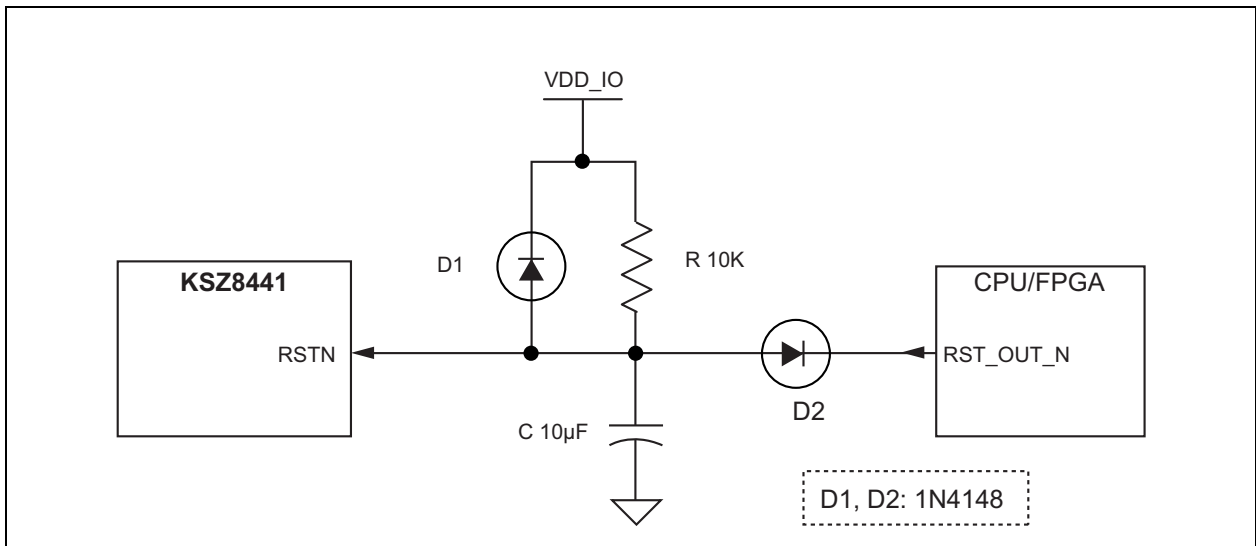 VDD_IO
D1
R 10K
KSZ8441
CPU/FPGA
RSTN
RST_OUT_N
D2
C 10µF
D1, D2: 1N4148